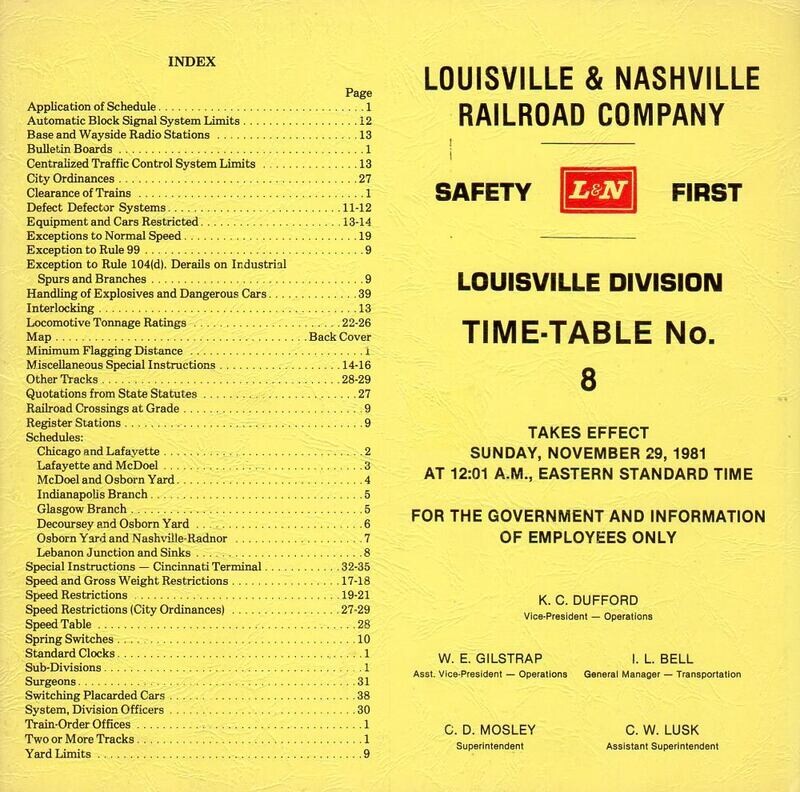 INDEX
Page
Application of Schedule 1
Automatic Block Signal System Limits 12
Base and Wayside Radio Stations 13
Bulletin Boards 1
Centralized Traffic Control System Limits 13
City Ordinances 27
Clearance of Trains 1
Defect Defector Systems 11-12
Equipment and Cars Restricted 13-14
Exceptions to Normal Speed 19
Exception to Rule 99 9
Exception to Rule 104(d). Derails on Industrial
Spurs and Branches 9
Handling of Explosives and Dangerous Cars 39
Interlocking 13
Locomotive Tonnage Ratings 22-26
Map Back Cover
Minimum Flagging Distance 1
Miscellaneous Special Instructions 14-16
Other Tracks 28-29
Quotations from State Statutes 27
Railroad Crossings at Grade 9
Register Stations 9
Schedules:
Chicago and Lafayette 2
Lafayette and McDoel 3
McDoel and Osborn Yard 4
Indianapolis Branch 5
Glasgow Branch 5
Decoursey and Osborn Yard 6
Osborn Yard and Nashville-Radnor 7
Lebanon Junction and Sinks 8
Special Instructions — Cincinnati Terminal 32-35
Speed and Gross Weight Restrictions 17-18
Speed Restrictions 19-21
Speed Restrictions (City Ordinances) 27-29
Speed Table 28
Spring Switches 10
Standard Clocks 1
Sub-Divisions 1
Surgeons 31
Switching Placarded Cars 38
System, Division Officers 30
Train-Order Offices 1
Two or More Tracks 1
Yard Limits 9
LOUISVILLE & NASHVILLE
RAILROAD COMPANY
SAFETY L&N FIRST
LOUISVILLE DIVISION
TIME-TABLE No.
8
TAKES EFFECT
SUNDAY, NOVEMBER 29, 1981
AT 12:01 A.M., EASTERN STANDARD TIME
FOR THE GOVERNMENT AND INFORMATION
OF EMPLOYEES ONLY
K. C. DUFFORD
Vice-President — Operations
W. E. GILSTRAP I. L. BELL
Asst. Vice-President — Operations General Manager — Transportation
C. D. MOSLEY C. W. LUSK
Superintendent Assistant Superintendent